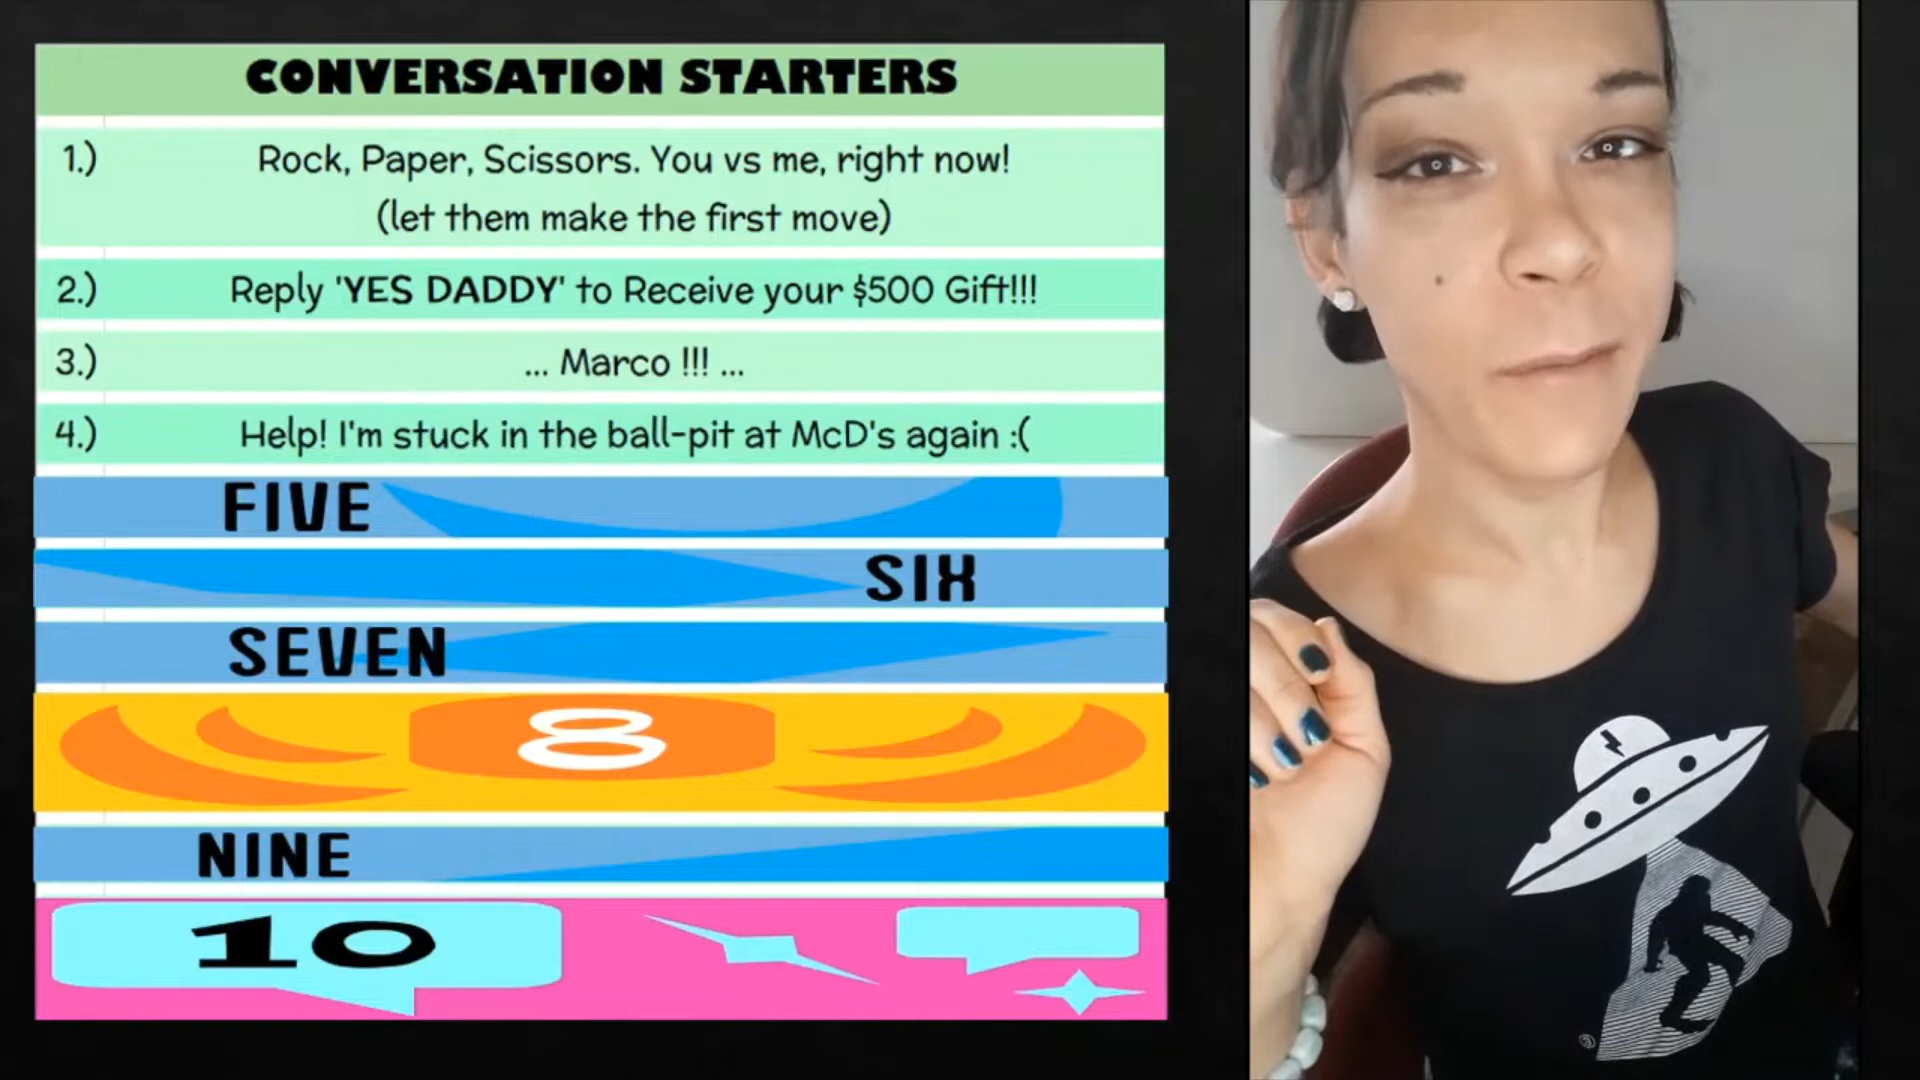 CONVERSATION STARTERS
1.) Rock, Paper, Scissors. You vs me, right now!
(let them make the first move)
2.) Reply 'YES DADDY' to Receive your $500 Gift!!!
3.) ... Marco !!! ...
4.) Help! I'm stuck in the ball-pit at McD's again :(
FIVE
SIX
SEVEN
8
NINE
10